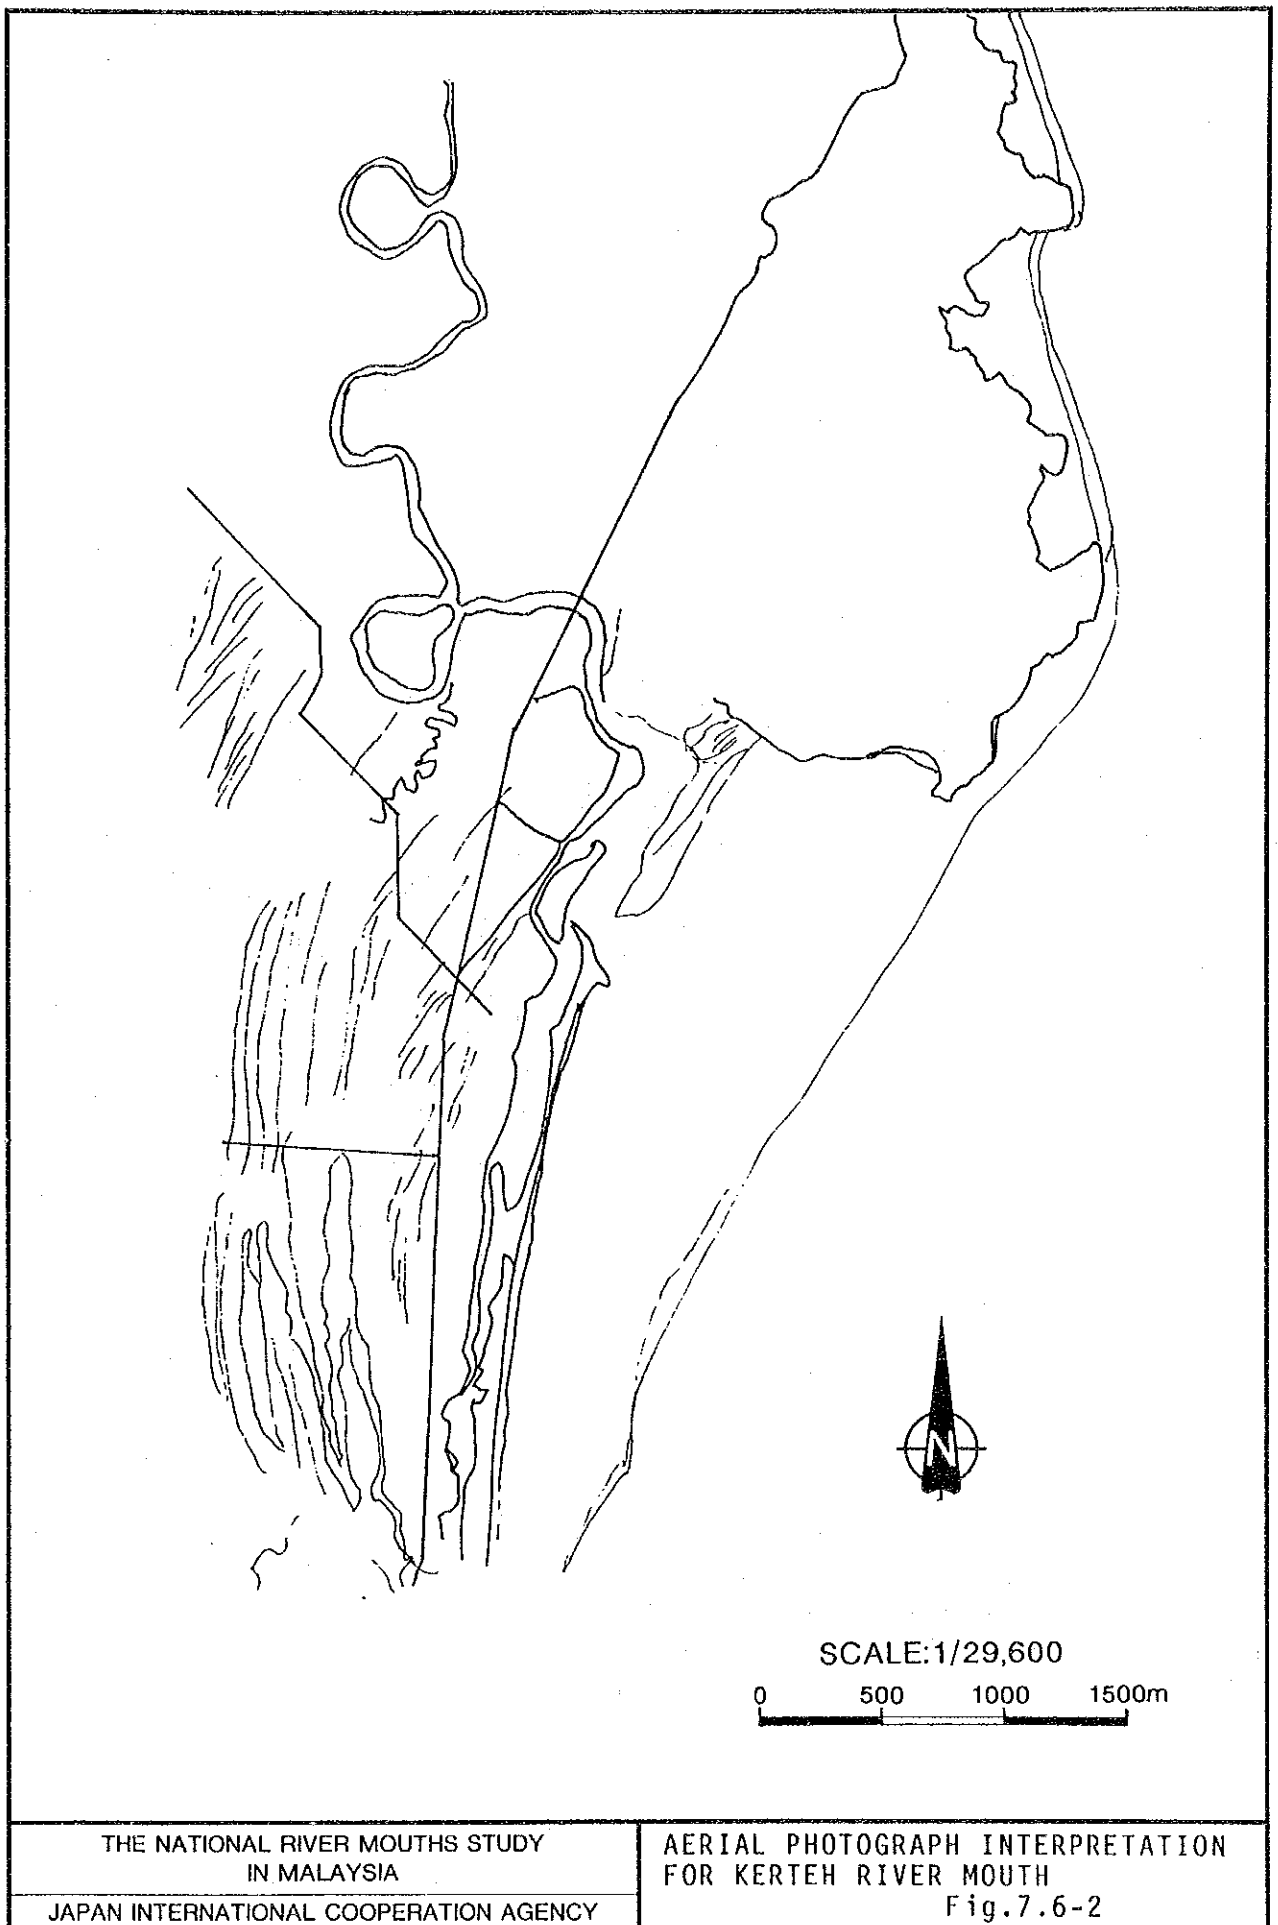 N
SCALE:1/29,600
0 500 1000 1500m
THE NATIONAL RIVER MOUTHS STUDY
IN MALAYSIA
JAPAN INTERNATIONAL COOPERATION AGENCY
AERIAL PHOTOGRAPH INTERPRETATION
FOR KERTEH RIVER MOUTH
Fig.7.6-2